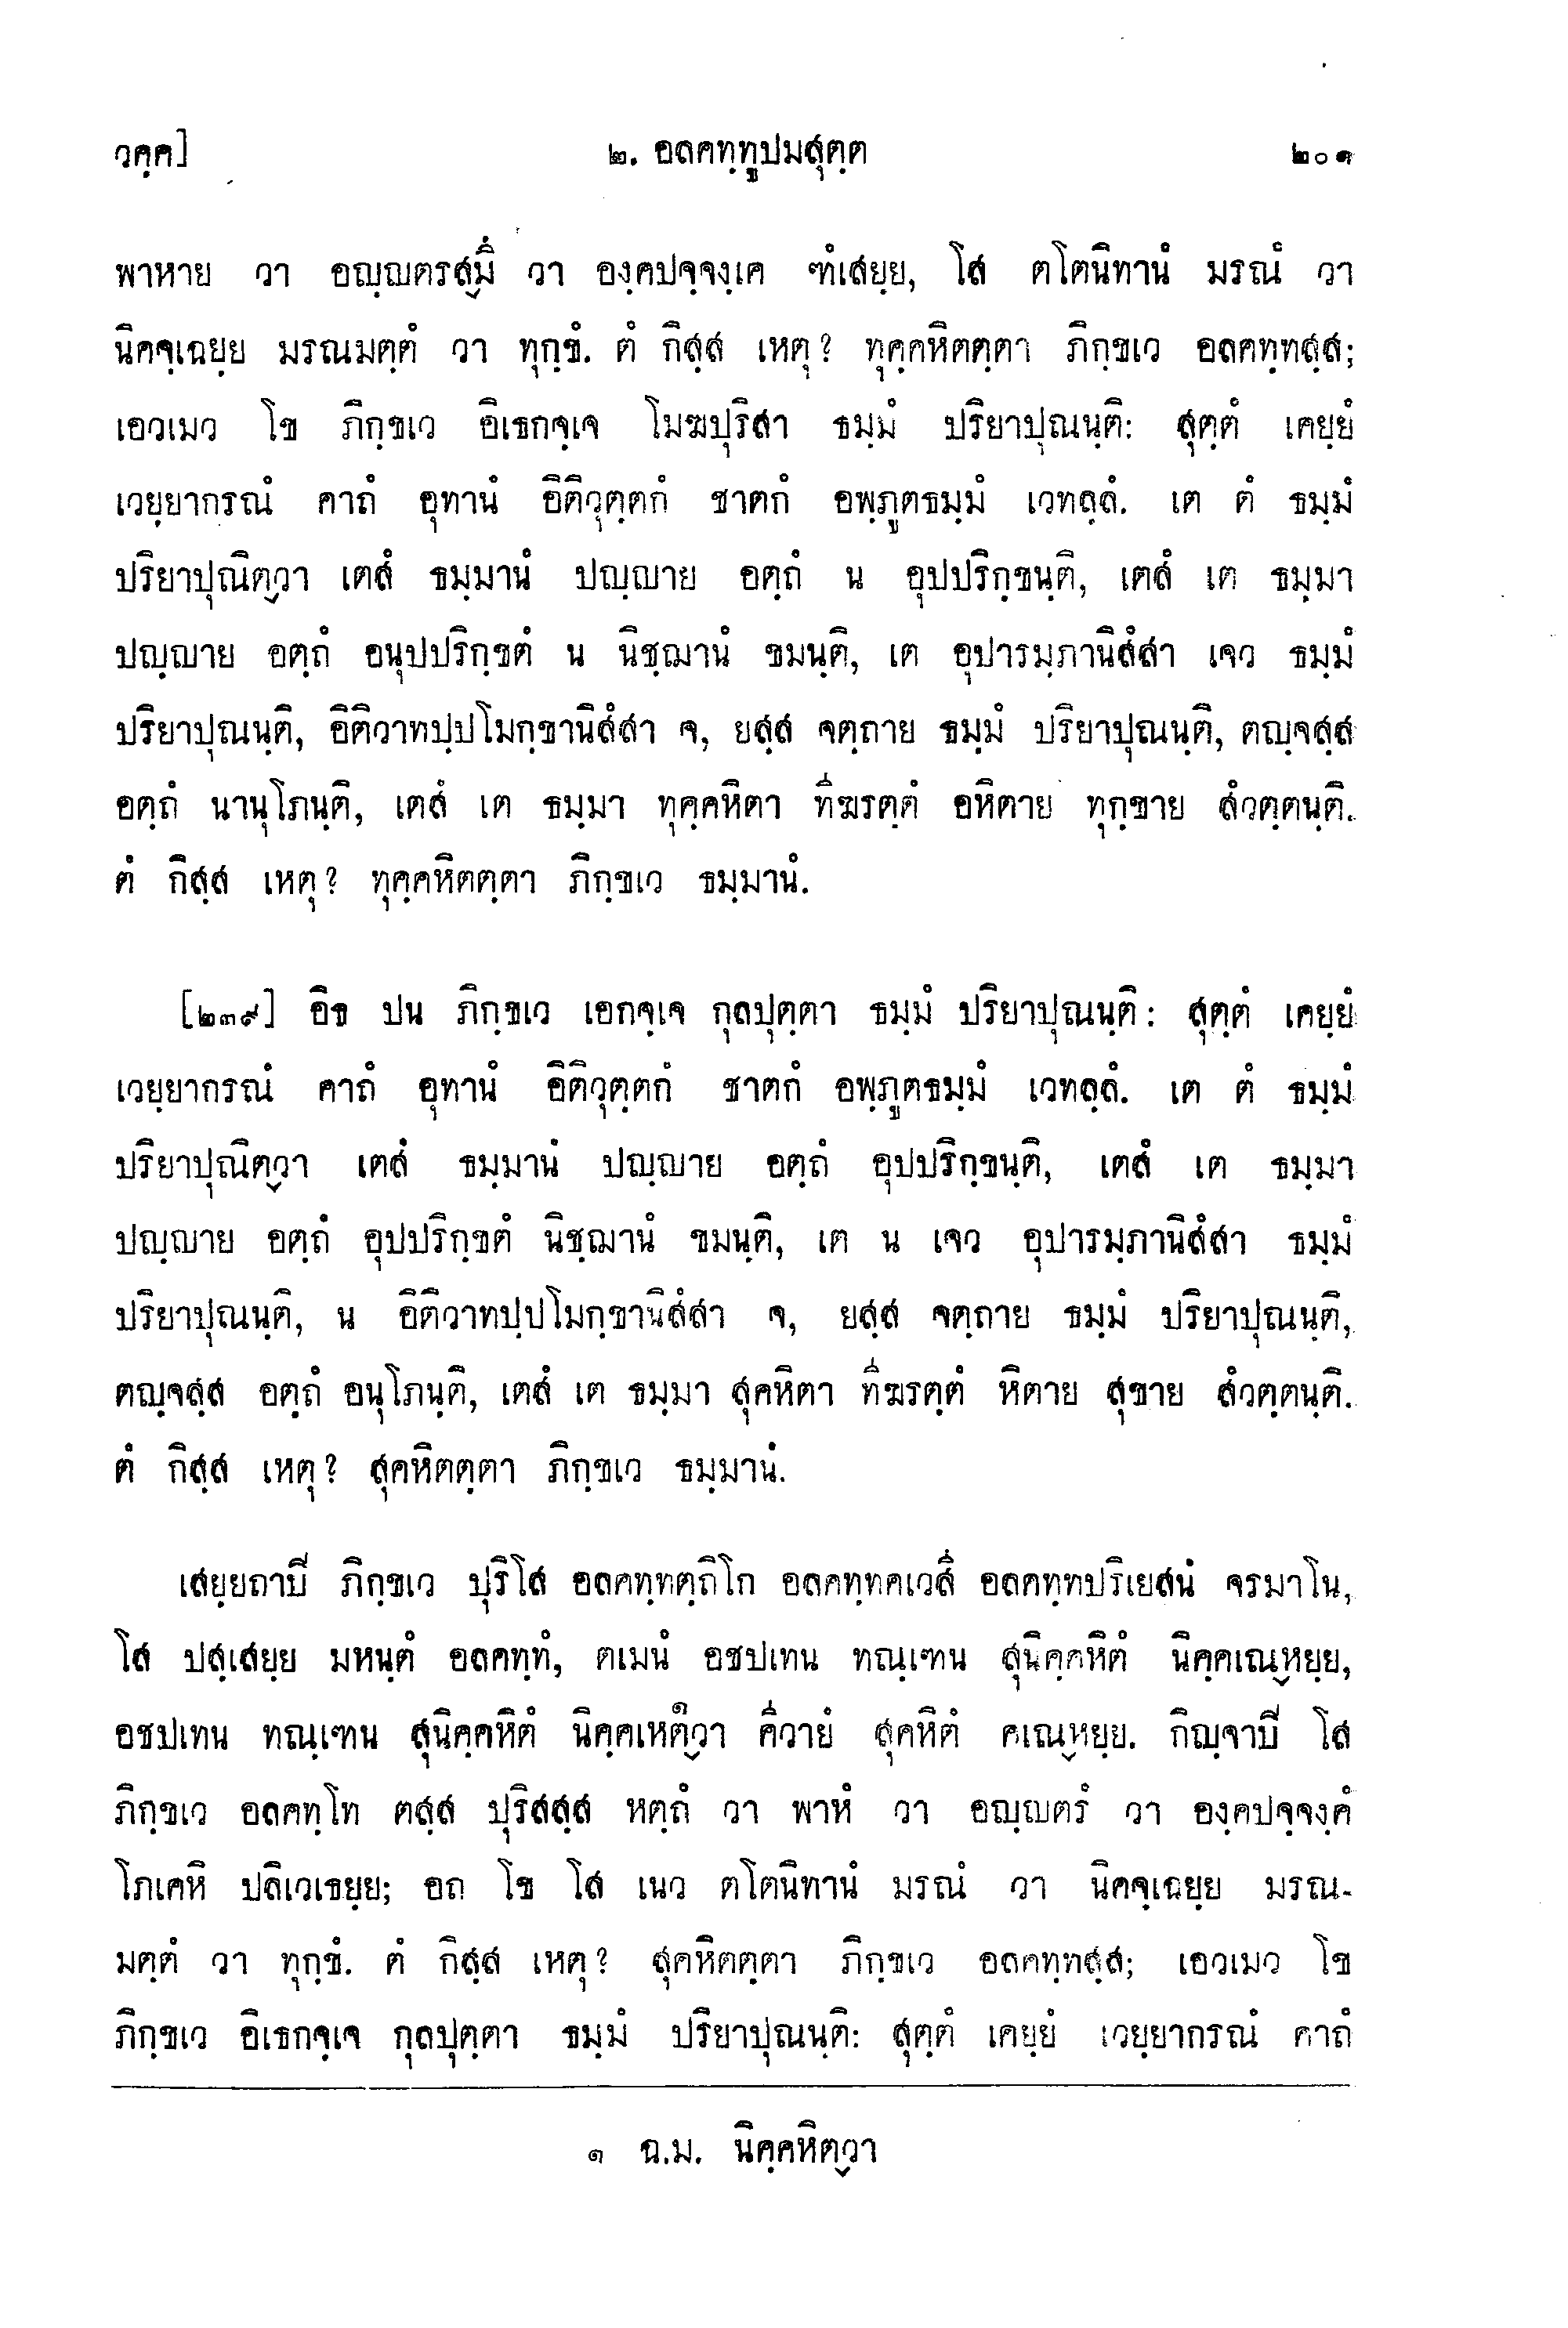 วคฺค]
๒. อลคทฺทูปมสุตฺต
๒๐๑
พาหาย วา อญฺญตรสฺมึ วา องฺคปจฺจงฺเค ฑํเสยฺย, โส ตโตนิทานํ มรณํ วา
นิคจฺเฉยฺย มรณมตฺตํ วา ทุกฺขํ. ตํ กิสฺส เหตุ? ทุคฺคหิตตฺตา ภิกฺขเว อลคทฺทสฺส;
เอวเมว โข ภิกฺขเว อิเธกจฺเจ โมฆปุริสา ธมฺมํ ปริยาปุณนฺติ: สุตฺตํ เคยฺยํ
เวยฺยากรณํ คาถํ อุทานํ อิติวุตฺตกํ ชาตกํ อพฺภูตธมฺมํ เวทลฺลํ. เต ตํ ธมฺมํ
ปริยาปุณิตฺวา เตสํ ธมฺมานํ ปญฺญาย อตฺถํ น อุปปริกฺขนฺติ, เตสํ เต ธมฺมา
ปญฺญาย อตฺถํ อนุปปริกฺขตํ น นิชฺฌานํ ขมนฺติ, เต อุปารมฺภานิสํสา เจว ธมฺมํ
ปริยาปุณนฺติ, อิติวาทปฺปโมกฺขานิสํสา จ, ยสฺส จตฺถาย ธมฺมํ ปริยาปุณนฺติ, ตญฺจสฺส
อตฺถํ นานุโภนฺติ, เตสํ เต ธมฺมา ทุคฺคหิตา ทีฆรตฺตํ อหิตาย ทุกฺขาย สํวตฺตนฺติ.
ตํ กิสฺส เหตุ? ทุคฺคหิตตฺตา ภิกฺขเว ธมฺมานํ.
[๒๓๙] อิธ ปน ภิกฺขเว เอกจฺเจ กุลปุตฺตา ธมฺมํ ปริยาปุณนฺติ: สุตฺตํ เคยฺยํ
เวยฺยากรณํ คาถํ อุทานํ อิติวุตฺตกํ ชาตกํ อพฺภูตธมฺมํ เวทลฺลํ. เต ตํ ธมฺมํ
ปริยาปุณิตฺวา เตสํ ธมฺมานํ ปญฺญาย อตฺถํ อุปปริกฺขนฺติ, เตสํ เต ธมฺมา
ปญฺญาย อตฺถํ อุปปริกฺขตํ นิชฺฌานํ ขมนฺติ, เต น เจว อุปารมฺภานิสํสา ธมฺมํ
ปริยาปุณนฺติ, น อิติวาทปฺปโมกฺขานิสํสา จ, ยสฺส จตฺถาย ธมฺมํ ปริยาปุณนฺติ,
ตญฺจสฺส อตฺถํ อนุโภนฺติ, เตสํ เต ธมฺมา สุคหิตา ทีฆรตฺตํ หิตาย สุขาย สํวตฺตนฺติ.
ตํ กิสฺส เหตุ? สุคหิตตฺตา ภิกฺขเว ธมฺมานํ.
เสยฺยถาปิ ภิกฺขเว ปุริโส อลคทฺทตฺถิโก อลคทฺทคเวสี อลคทฺทปริเยสนํ จรมาโน,
โส ปสฺเสยฺย มหนฺตํ อลคทฺทํ, ตเมนํ อชปเทน ทณฺเฑน สุนิคฺคหิตํ นิคฺคเณฺหยฺย,
อชปเทน ทณฺเฑน สุนิคฺคหิตํ นิคฺคเหตฺวา๑ คีวายํ สุคหิตํ คเณฺหยฺย. กิญฺจาปิ โส
ภิกฺขเว อลคทฺโท ตสฺส ปุริสสฺส หตฺถํ วา พาหํ วา อญฺญตรํ วา องฺคปจฺจงฺคํ
โภเคหิ ปลิเวเธยฺย; อถ โข โส เนว ตโตนิทานํ มรณํ วา นิคจฺเฉยฺย มรณ-
มตฺตํ วา ทุกฺขํ. ตํ กิสฺส เหตุ? สุคหิตตฺตา ภิกฺขเว อลคทฺทสฺส; เอวเมว โข
ภิกฺขเว อิเธกจฺเจ กุลปุตฺตา ธมฺมํ ปริยาปุณนฺติ: สุตฺตํ เคยฺยํ เวยฺยากรณํ คาถํ
๑ ฉ.ม. นิคฺคหิตฺวา